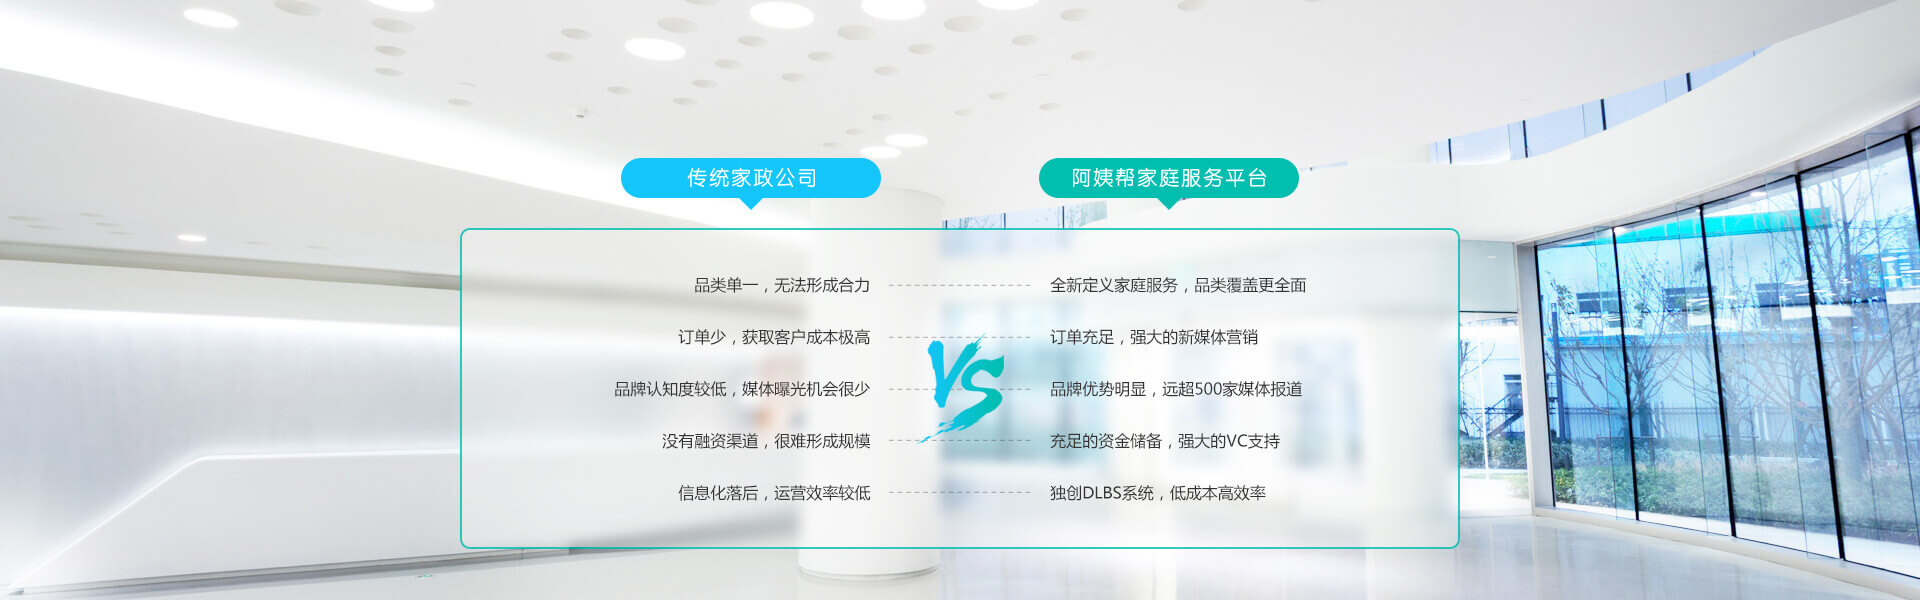 传统家政公司 阿姨帮家庭服务平台
品类单一，无法形成合力 全新定义家庭服务，品类覆盖更全面
订单少，获取客户成本极高 订单充足，强大的新媒体营销
VS
品牌认知度较低，媒体曝光机会很少 品牌优势明显，远超500家媒体报道
没有融资渠道，很难形成规模 充足的资金储备，强大的VC支持
信息化落后，运营效率较低 独创DLBS系统，低成本高效率